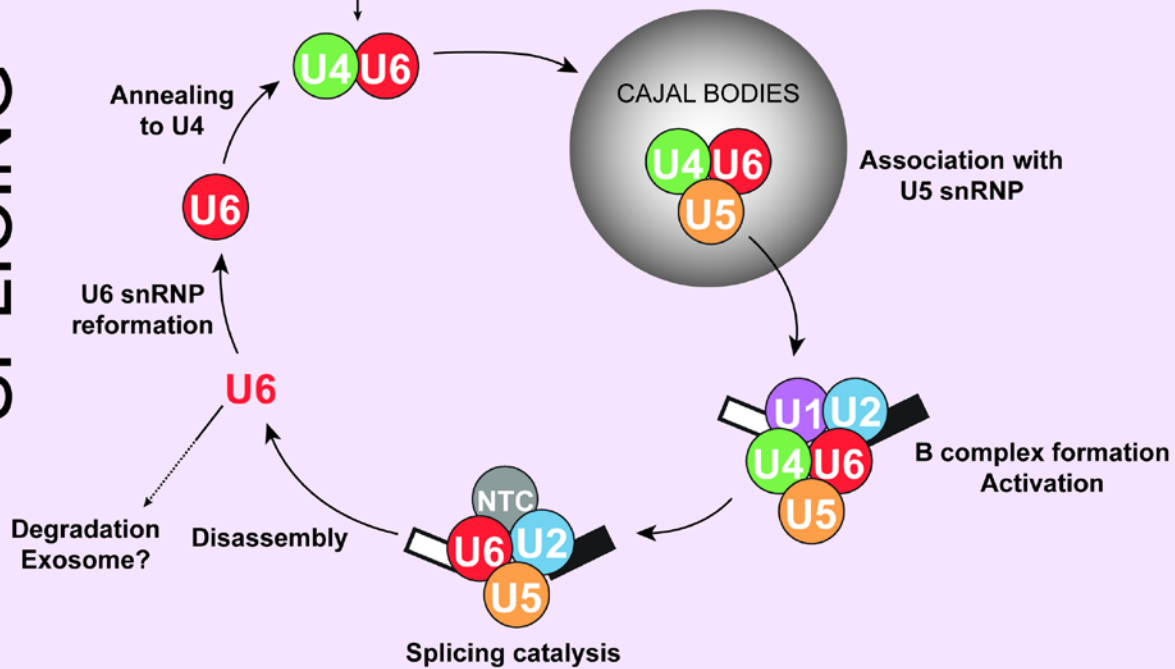 U4 U6
Annealing
to U4
CAJAL BODIES
U4 U6
U5
Association with
U5 snRNP
U6
U6 snRNP
reformation
U6
U1 U2
U4 U6
U5
B complex formation
Activation
NTC
U6 U2
U5
Degradation
Exosome?
Disassembly
Splicing catalysis